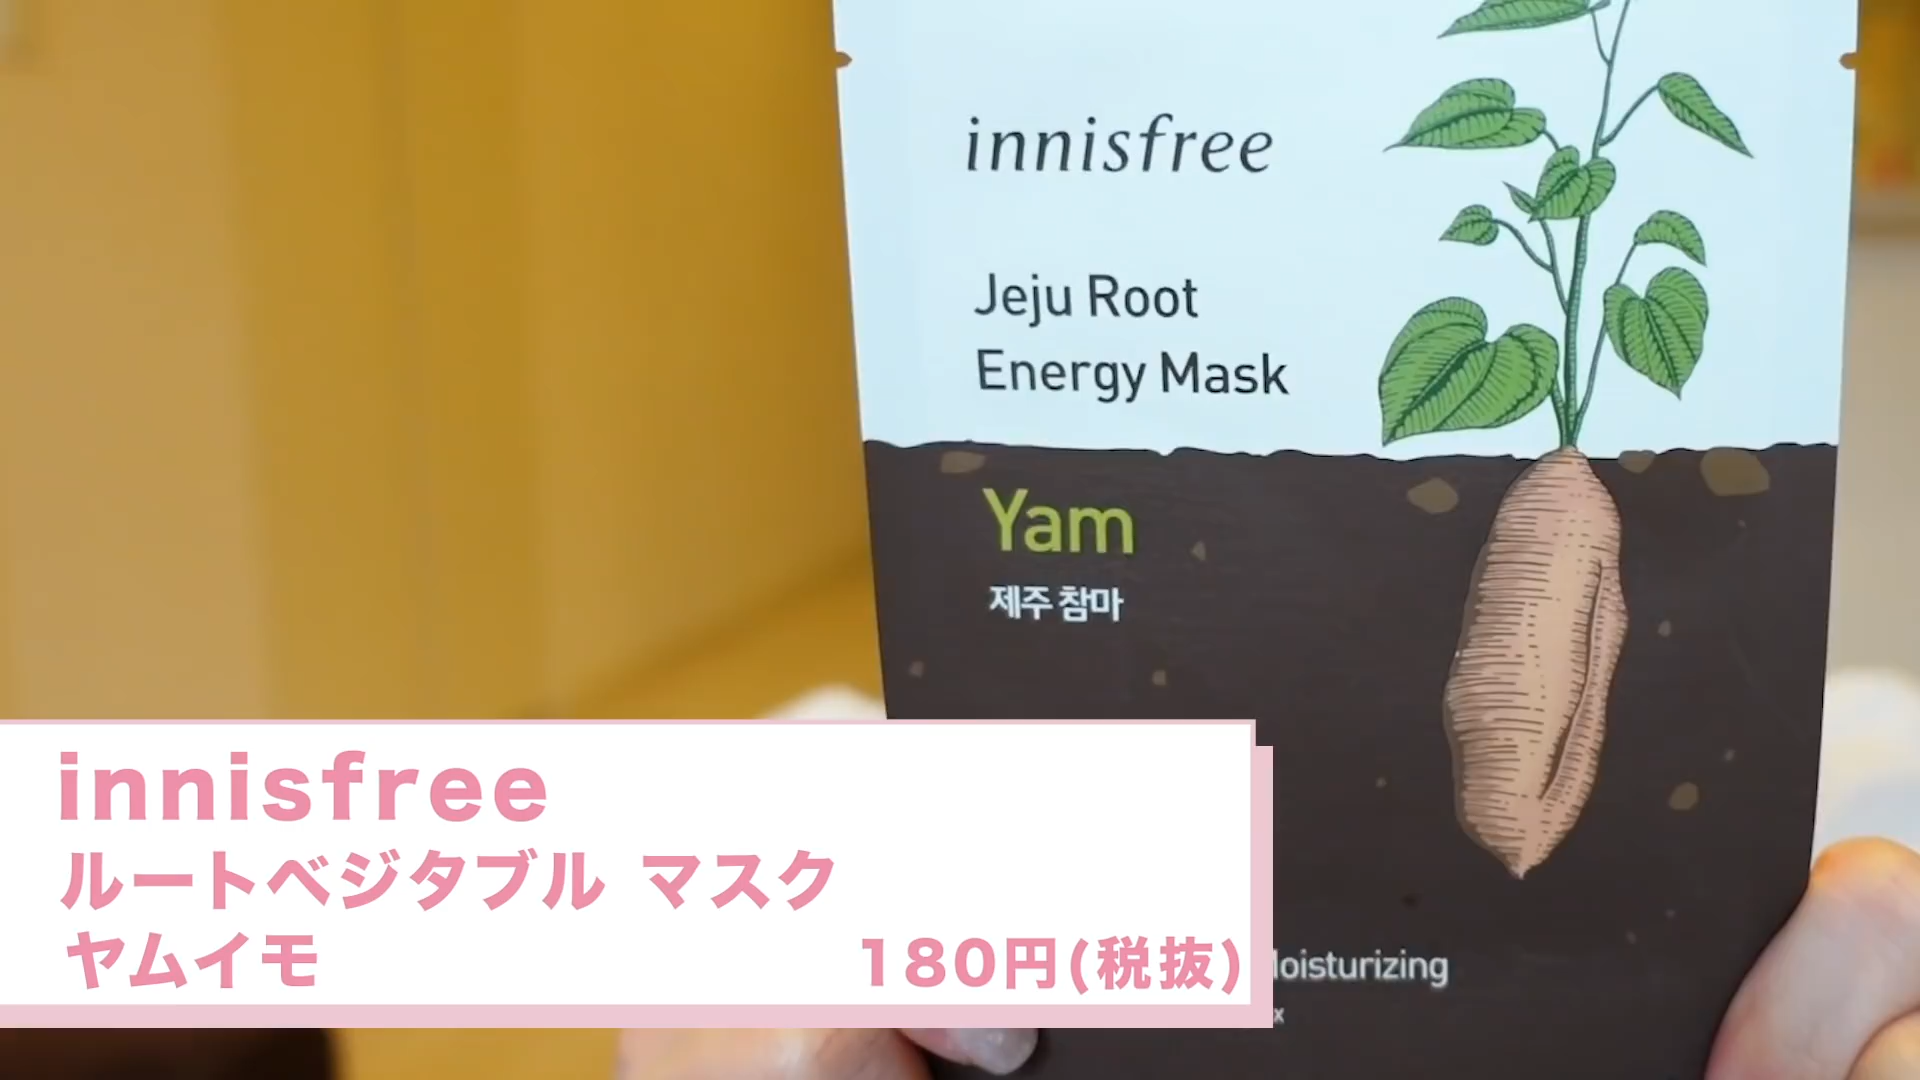 innisfree
Jeju Root
Energy Mask
Yam
제주 참마
innisfree
ルートベジタブル マスク
ヤムイモ
180円(税抜)